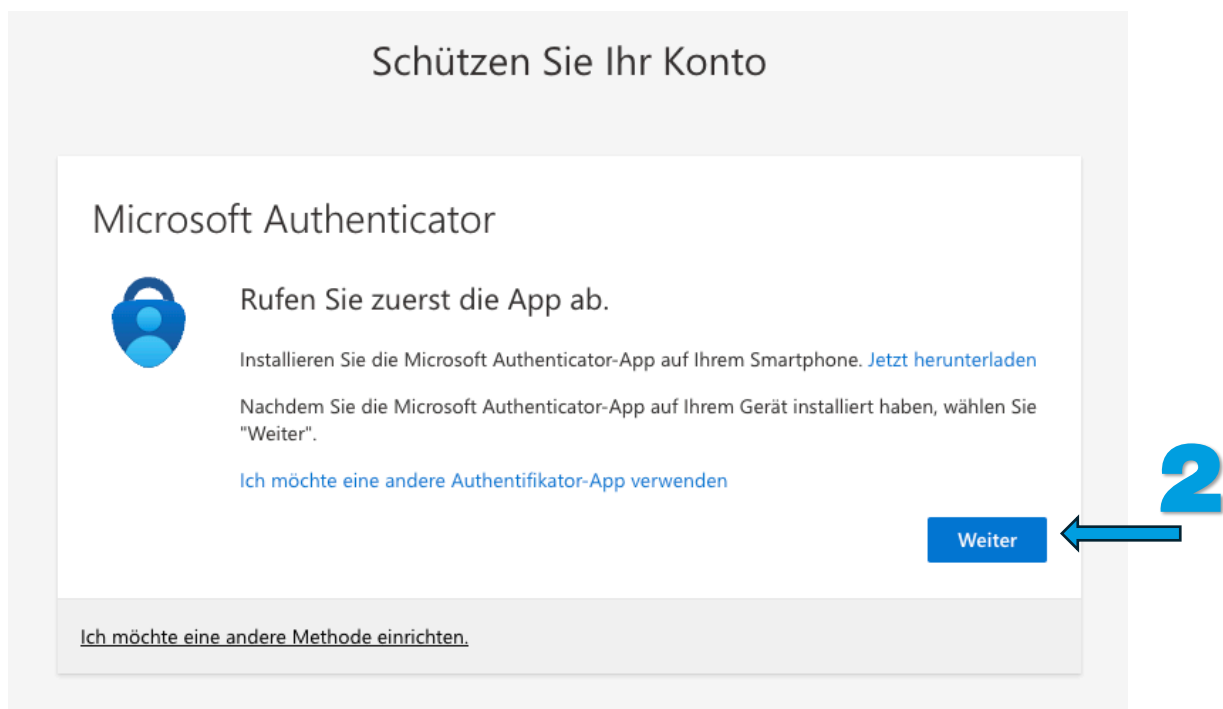 Schützen Sie Ihr Konto
Microsoft Authenticator
Rufen Sie zuerst die App ab.
Installieren Sie die Microsoft Authenticator-App auf Ihrem Smartphone. Jetzt herunterladen
Nachdem Sie die Microsoft Authenticator-App auf Ihrem Gerät installiert haben, wählen Sie
"Weiter".
Ich möchte eine andere Authentifikator-App verwenden
2
Weiter
Ich möchte eine andere Methode einrichten.